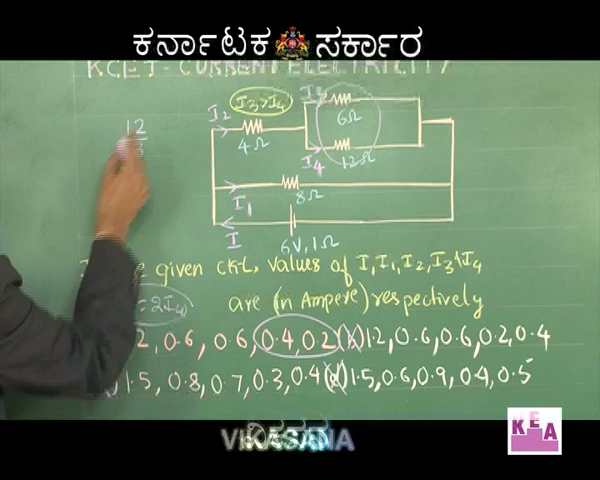 ಕರ್ನಾಟಕ ಸರ್ಕಾರ
KCET - CURRENT ELECTRICITY
I3>I4
I3
6Ω
I2
4Ω
I4
12Ω
12
I1
8Ω
I
6V, 1Ω
given CKt, values of I, I1, I2, I3 & I4
=2I4
are (in Ampere) respectively
2, 0.6, 0.6, 0.4, 0.2 1.2, 0.6, 0.6, 0.2, 0.4
1.5, 0.8, 0.7, 0.3, 0.4 (d) 1.5, 0.6, 0.9, 0.4, 0.5
VIKASANA
KEA